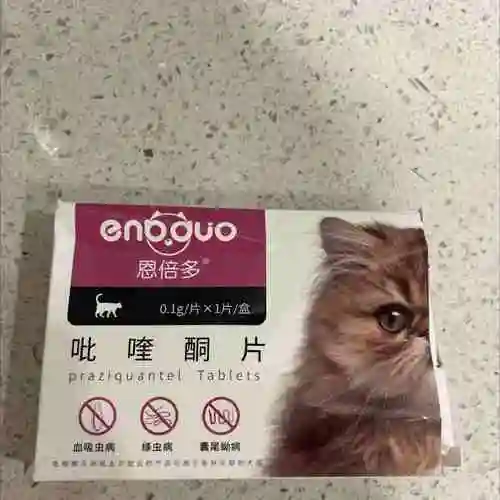 enboduo
恩倍多®
0.1g/片×1片/盒
吡喹酮片
praziquantel Tablets
血吸虫病 绦虫病 囊尾蚴病